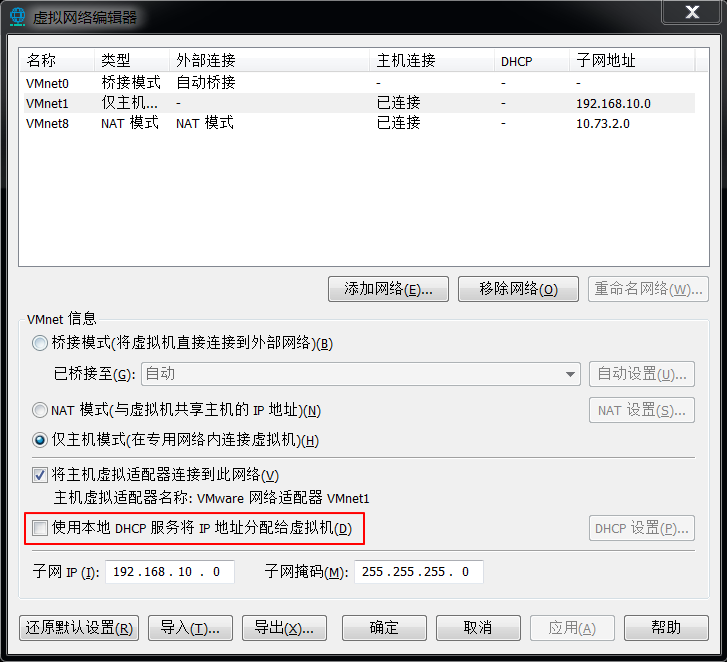 虚拟网络编辑器
名称 类型 外部连接 主机连接 DHCP 子网地址
VMnet0 桥接模式 自动桥接 - - -
VMnet1 仅主机... - 已连接 - 192.168.10.0
VMnet8 NAT 模式 NAT 模式 已连接 - 10.73.2.0
添加网络(E)... 移除网络(O) 重命名网络(W)...
VMnet 信息
桥接模式(将虚拟机直接连接到外部网络)(B)
已桥接至(G): 自动 自动设置(U)...
NAT 模式(与虚拟机共享主机的 IP 地址)(N) NAT 设置(S)...
仅主机模式(在专用网络内连接虚拟机)(H)
将主机虚拟适配器连接到此网络(V)
主机虚拟适配器名称: VMware 网络适配器 VMnet1
使用本地 DHCP 服务将 IP 地址分配给虚拟机(D) DHCP 设置(P)...
子网 IP (I): 192 . 168 . 10 . 0 子网掩码(M): 255 . 255 . 255 . 0
还原默认设置(R) 导入(T)... 导出(X)... 确定 取消 应用(A) 帮助